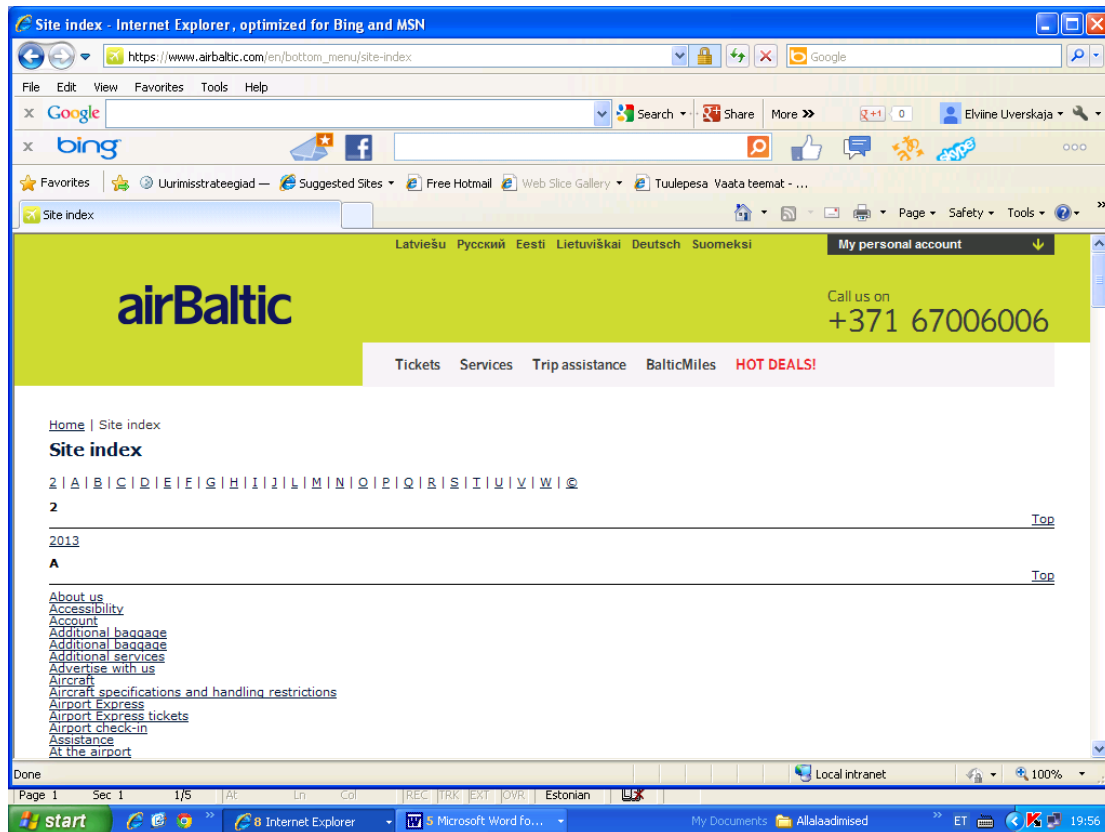 Site index - Internet Explorer, optimized for Bing and MSN
https://www.airbaltic.com/en/bottom_menu/site-index
Google
File Edit View Favorites Tools Help
x Google Search Share More >> g+1 0 Elviine Uverskaja
x bing
Favorites Uurimisstrateegiad — Suggested Sites Free Hotmail Web Slice Gallery Tuulepesa Vaata teemat - ...
Site index Page Safety Tools »
Latviešu Русский Eesti Lietuviškai Deutsch Suomeksi My personal account
airBaltic
Call us on
+371 67006006
Tickets Services Trip assistance BalticMiles HOT DEALS!
Home | Site index
Site index
2 | A | B | C | D | E | F | G | H | I | J | L | M | N | O | P | Q | R | S | T | U | V | W | ©
2
Top
2013
A
Top
About us
Accessibility
Account
Additional baggage
Additional baggage
Additional services
Advertise with us
Aircraft
Aircraft specifications and handling restrictions
Airport Express
Airport Express tickets
Airport check-in
Assistance
At the airport
Done Local intranet 100%
Page 1 Sec 1 1/5 At Ln Col REC TRK EXT OVR Estonian
start » 8 Internet Explorer 5 Microsoft Word fo... My Documents Allalaadimised » ET 19:56